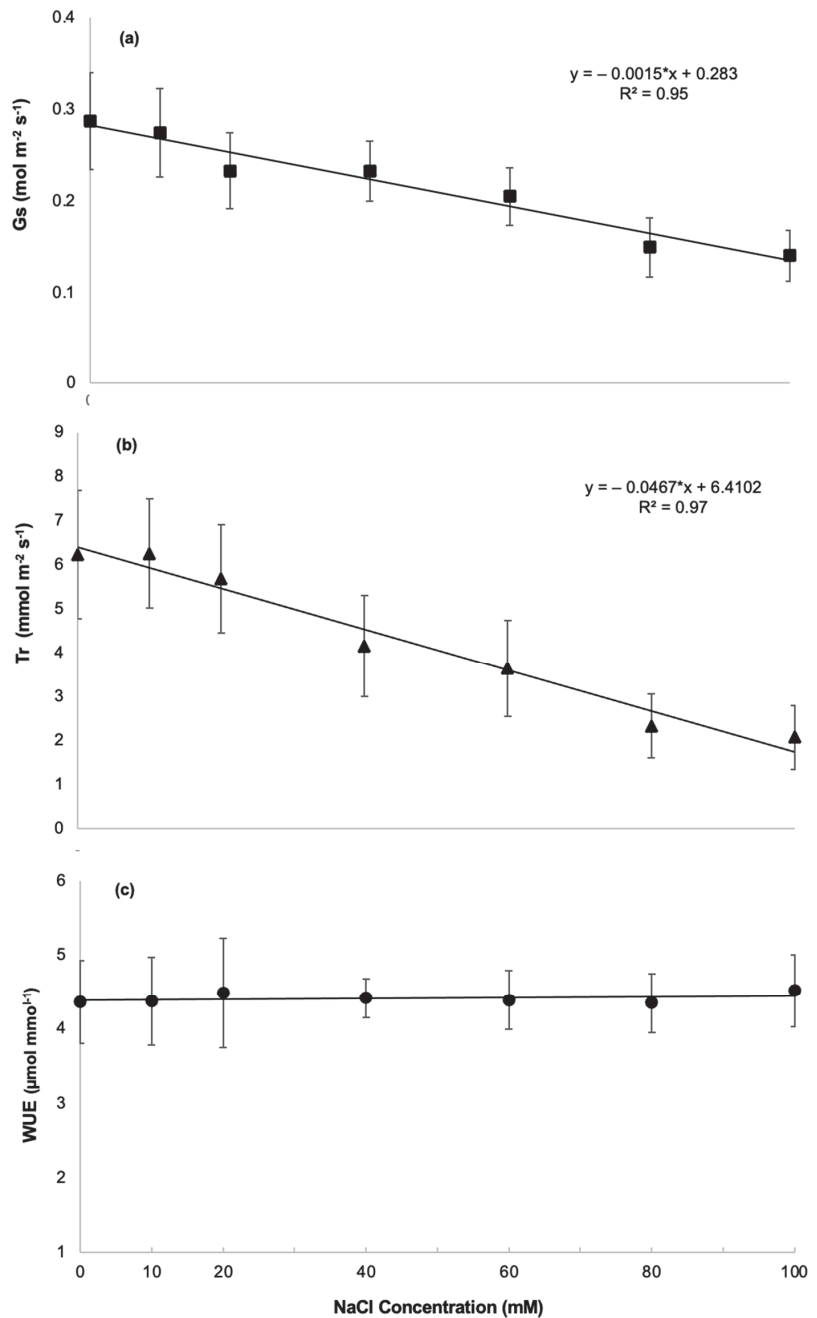 0.4
(a)
y = – 0.0015*x + 0.283
R² = 0.95
0.3
Gs (mol m⁻² s⁻¹)
0.2
0.1
0
9
(b)
8
y = – 0.0467*x + 6.4102
R² = 0.97
7
6
5
Tr (mmol m⁻² s⁻¹)
4
3
2
1
0
6
(c)
5
4
WUE (µmol mmoˡ⁻¹)
3
2
1
0 10 20 40 60 80 100
NaCl Concentration (mM)